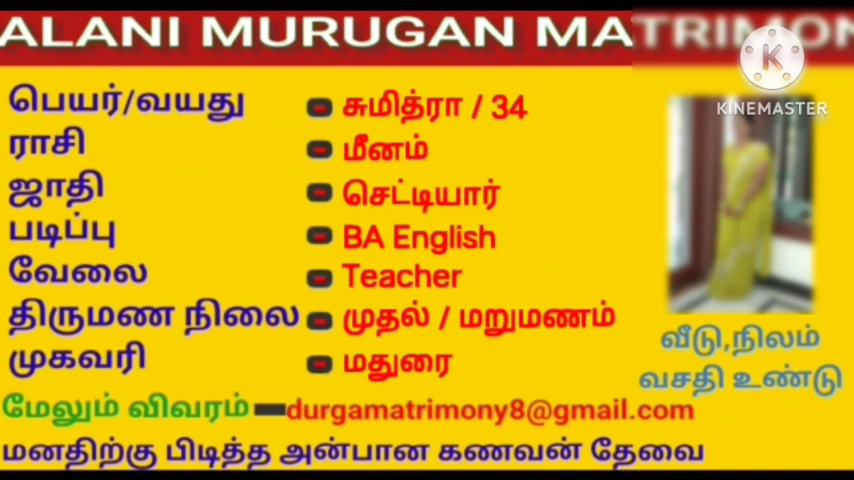 ALANI MURUGAN MATRIMON
KINEMASTER
பெயர்/வயது - சுமித்ரா / 34
ராசி - மீனம்
ஜாதி - செட்டியார்
படிப்பு - BA English
வேலை - Teacher
திருமண நிலை - முதல் / மறுமணம்
முகவரி - மதுரை
வீடு,நிலம்
வசதி உண்டு
மேலும் விவரம் - durgamatrimony8@gmail.com
மனதிற்கு பிடித்த அன்பான கணவன் தேவை